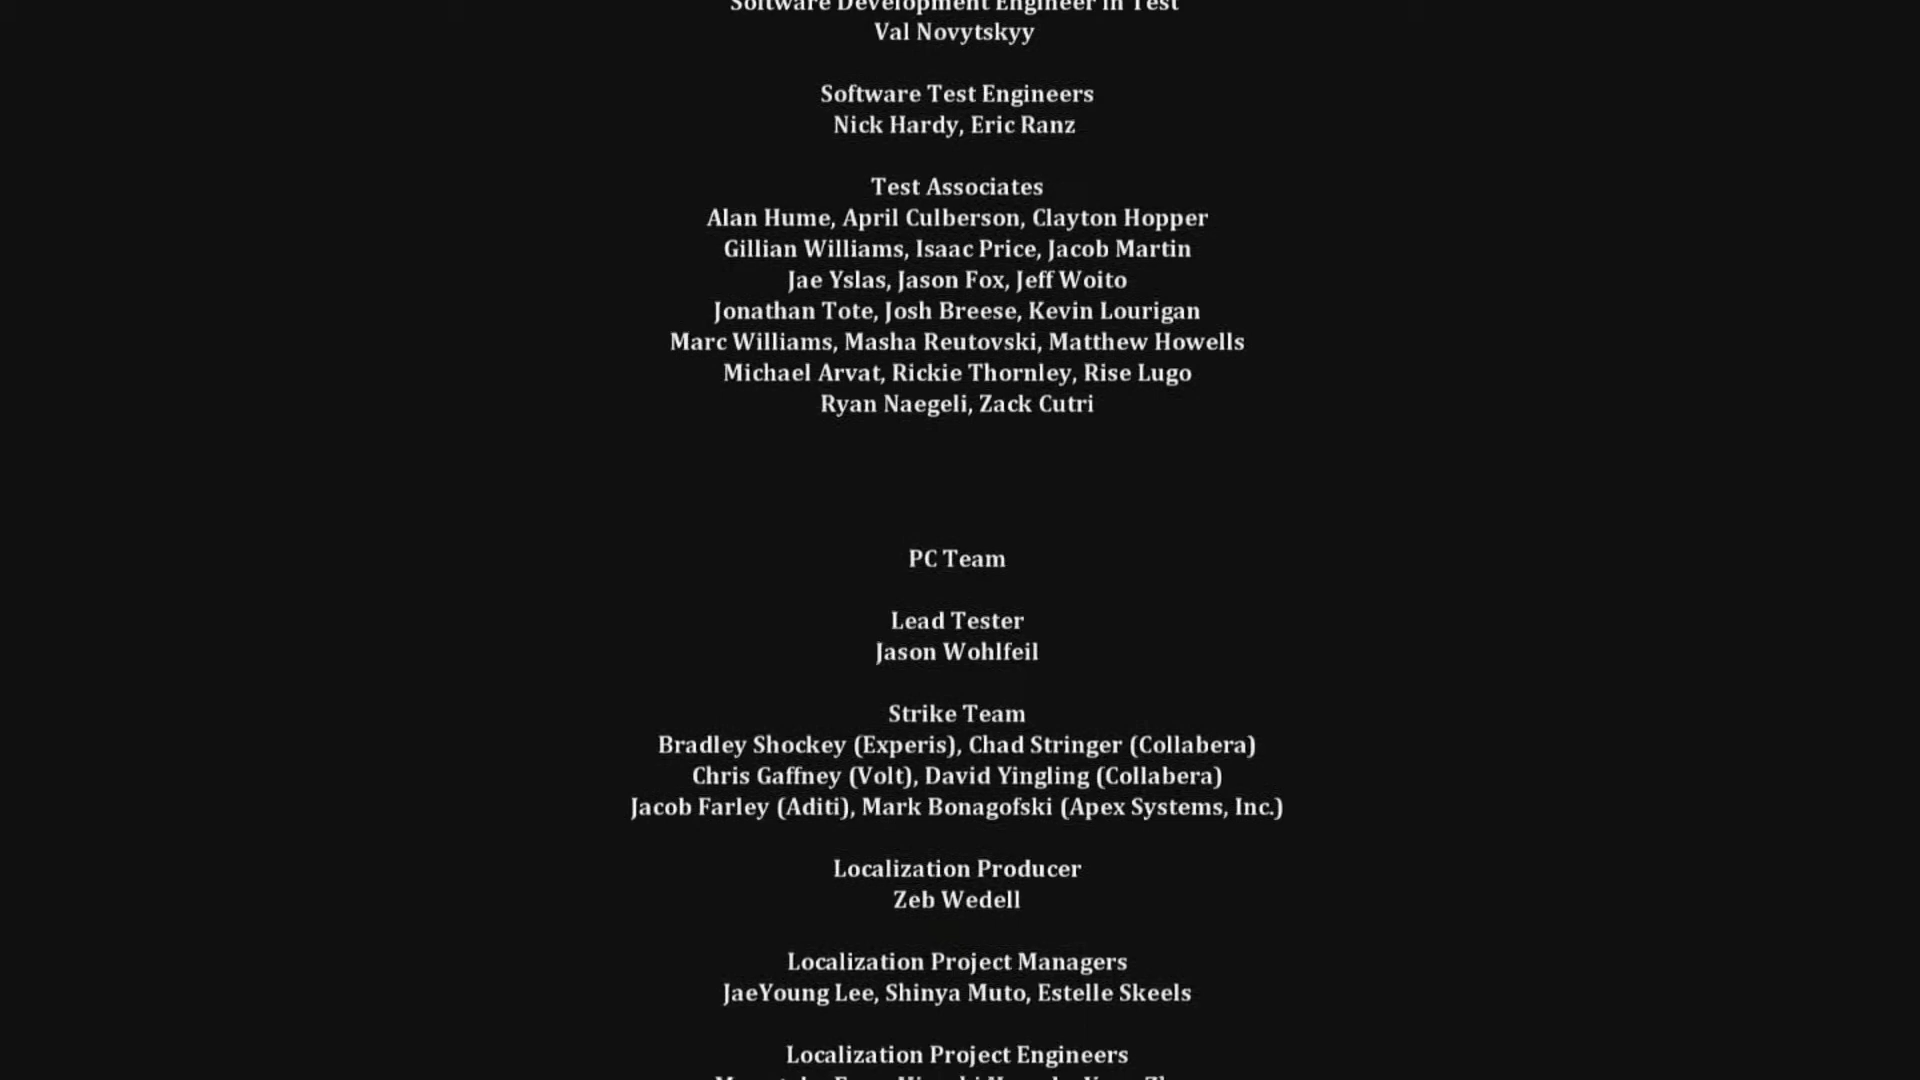 Software Development Engineer in Test
Val Novytskyy
Software Test Engineers
Nick Hardy, Eric Ranz
Test Associates
Alan Hume, April Culberson, Clayton Hopper
Gillian Williams, Isaac Price, Jacob Martin
Jae Yslas, Jason Fox, Jeff Woito
Jonathan Tote, Josh Breese, Kevin Lourigan
Marc Williams, Masha Reutovski, Matthew Howells
Michael Arvat, Rickie Thornley, Rise Lugo
Ryan Naegeli, Zack Cutri
PC Team
Lead Tester
Jason Wohlfeil
Strike Team
Bradley Shockey (Experis), Chad Stringer (Collabera)
Chris Gaffney (Volt), David Yingling (Collabera)
Jacob Farley (Aditi), Mark Bonagofski (Apex Systems, Inc.)
Localization Producer
Zeb Wedell
Localization Project Managers
JaeYoung Lee, Shinya Muto, Estelle Skeels
Localization Project Engineers